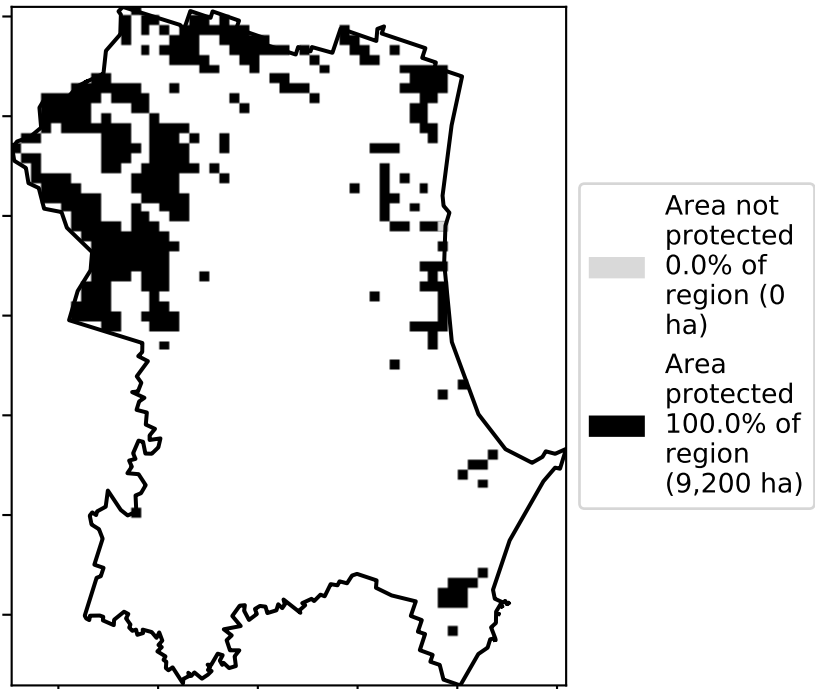 Area not
protected
0.0% of
region (0
ha)
Area
protected
100.0% of
region
(9,200 ha)